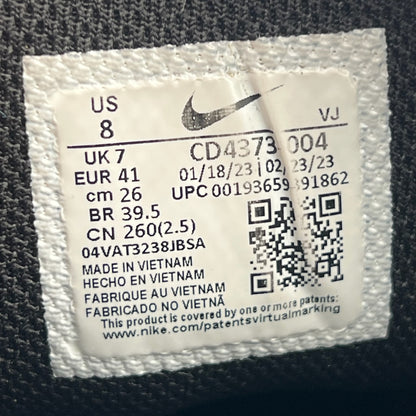 US
8
VJ
UK 7
EUR 41
cm 26
BR 39.5
CN 260(2.5)
04VAT3238JBSA
CD4373 004
01/18/23 | 02/23/23
UPC
MADE IN VIETNAM
HECHO EN VIETNAM
FABRIQUE AU VIETNAM
FABRICADO NO VIETNÃ
This product is covered by one or more patents:
www.nike.com/patentsvirtualmarking